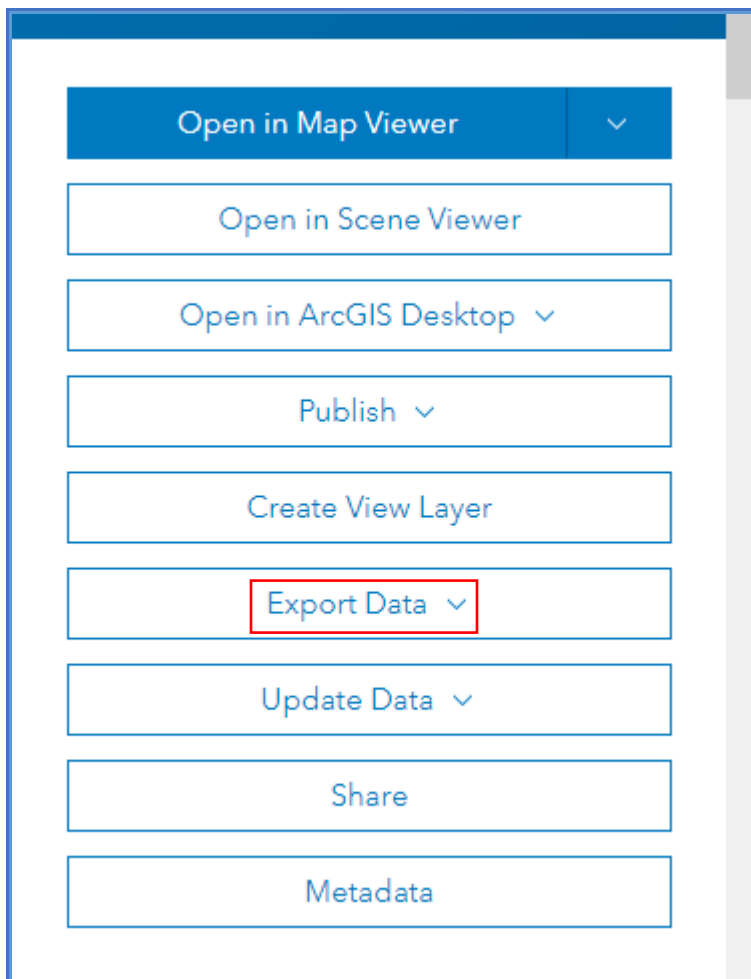 Open in Map Viewer
Open in Scene Viewer
Open in ArcGIS Desktop
Publish
Create View Layer
Export Data
Update Data
Share
Metadata